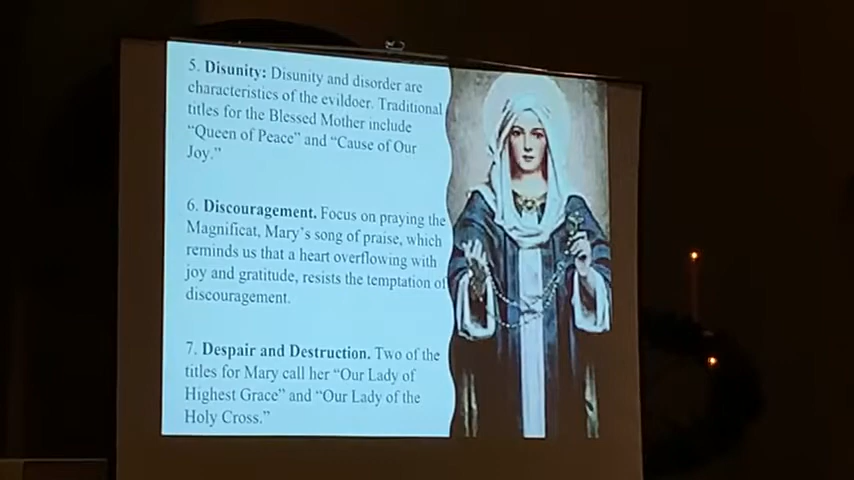 5. Disunity: Disunity and disorder are
characteristics of the evildoer. Traditional
titles for the Blessed Mother include
“Queen of Peace” and “Cause of Our
Joy.”
6. Discouragement. Focus on praying the
Magnificat, Mary’s song of praise, which
reminds us that a heart overflowing with
joy and gratitude, resists the temptation of
discouragement.
7. Despair and Destruction. Two of the
titles for Mary call her “Our Lady of
Highest Grace” and “Our Lady of the
Holy Cross.”